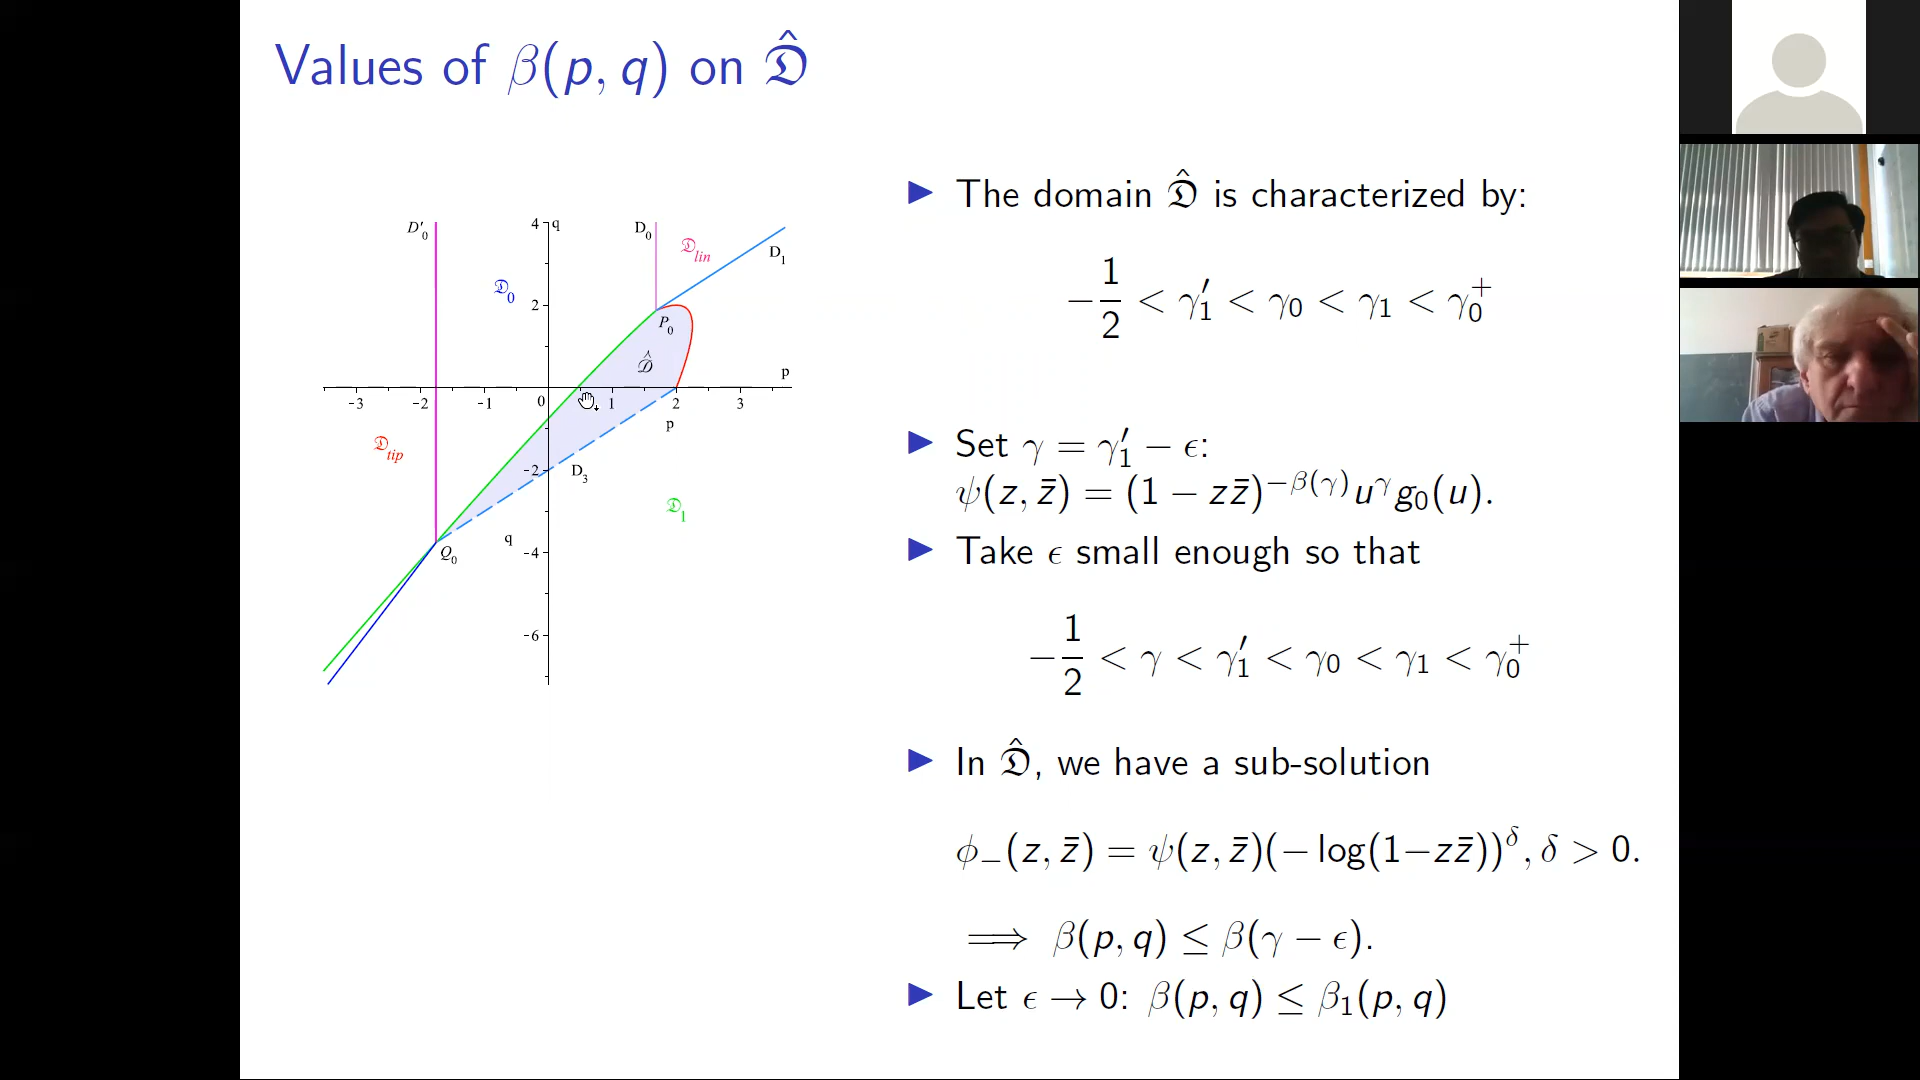 Values of β(p, q) on 𝔇̂
D′₀
4
q
D₀
𝔇lin
D₁
𝔇₀
2
P₀
𝔇̂
p
-3
-2
-1
0
1
2
3
p
𝔇tip
-2
D₃
𝔇₁
q
-4
Q₀
-6
▶ The domain 𝔇̂ is characterized by:
−1/2 < γ′₁ < γ₀ < γ₁ < γ₀⁺
▶ Set γ = γ′₁ − ϵ:
ψ(z, z̄) = (1 − zz̄)^{−β(γ)} u^γ g₀(u).
▶ Take ϵ small enough so that
−1/2 < γ < γ′₁ < γ₀ < γ₁ < γ₀⁺
▶ In 𝔇̂, we have a sub-solution
ϕ₋(z, z̄) = ψ(z, z̄)(− log(1−zz̄))^δ, δ > 0.
⟹ β(p, q) ≤ β(γ − ϵ).
▶ Let ϵ → 0: β(p, q) ≤ β₁(p, q)